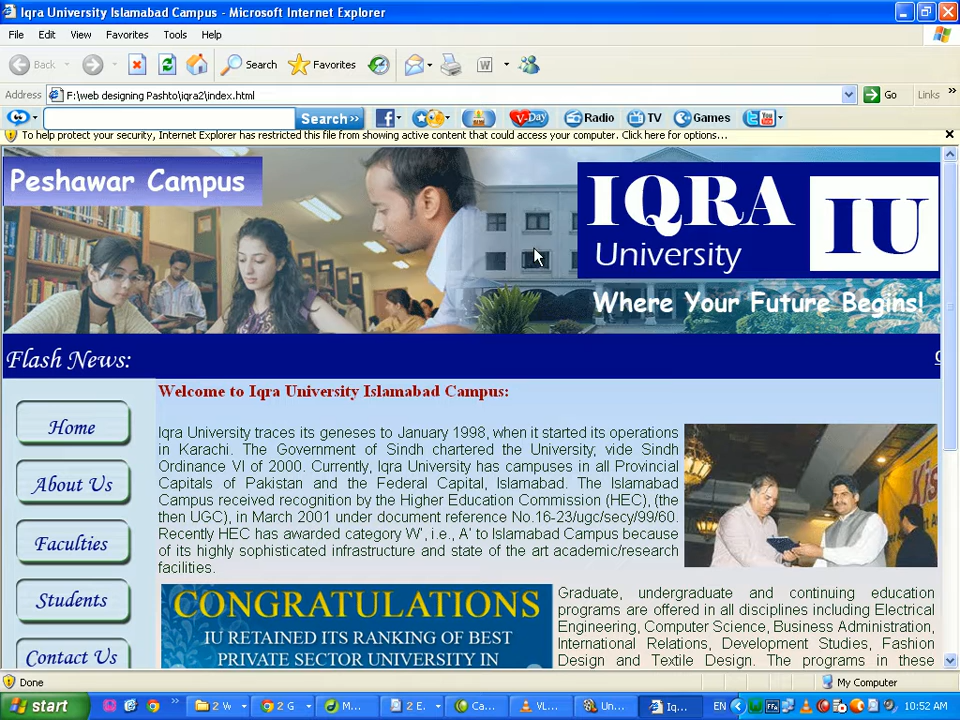 Iqra University Islamabad Campus - Microsoft Internet Explorer
File Edit View Favorites Tools Help
Back Search Favorites
Address F:\web designing Pashto\iqra2\index.html Go Links »
Search>> V-Day Radio TV Games You Tube
To help protect your security, Internet Explorer has restricted this file from showing active content that could access your computer. Click here for options...
Peshawar Campus
IQRA
University
IU
Where Your Future Begins!
Flash News:
Home
About Us
Faculties
Students
Contact Us
Welcome to Iqra University Islamabad Campus:
Iqra University traces its geneses to January 1998, when it started its operations
in Karachi. The Government of Sindh chartered the University, vide Sindh
Ordinance VI of 2000. Currently, Iqra University has campuses in all Provincial
Capitals of Pakistan and the Federal Capital, Islamabad. The Islamabad
Campus received recognition by the Higher Education Commission (HEC), (the
then UGC), in March 2001 under document reference No.16-23/ugc/secy/99/60.
Recently HEC has awarded category W', i.e., A' to Islamabad Campus because
of its highly sophisticated infrastructure and state of the art academic/research
facilities.
CONGRATULATIONS
IU RETAINED ITS RANKING OF BEST
PRIVATE SECTOR UNIVERSITY IN
Graduate, undergraduate and continuing education
programs are offered in all disciplines including Electrical
Engineering, Computer Science, Business Administration,
International Relations, Development Studies, Fashion
Design and Textile Design. The programs in these
Done My Computer
start » 2 W 2 G M... 2 E. Ca... VL... Un... Iq... EN 10:52 AM